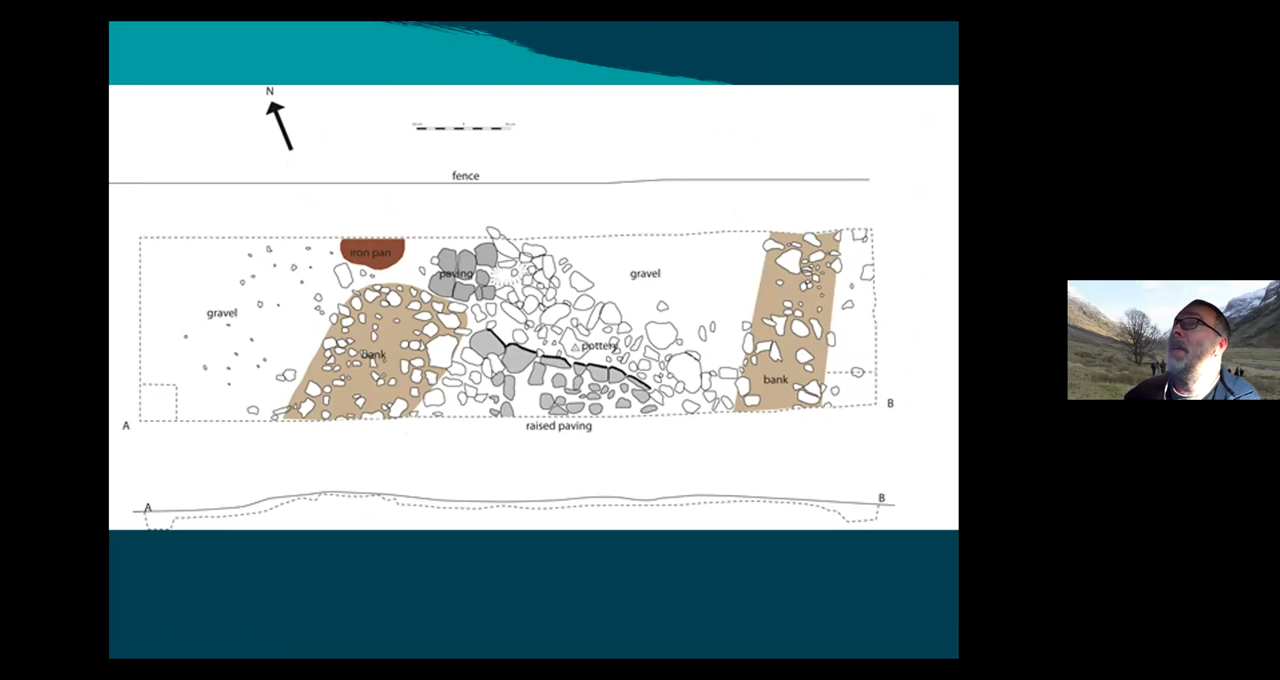 N
fence
iron pan
paving
gravel
gravel
pottery
bank
bank
B
A
raised paving
A
B